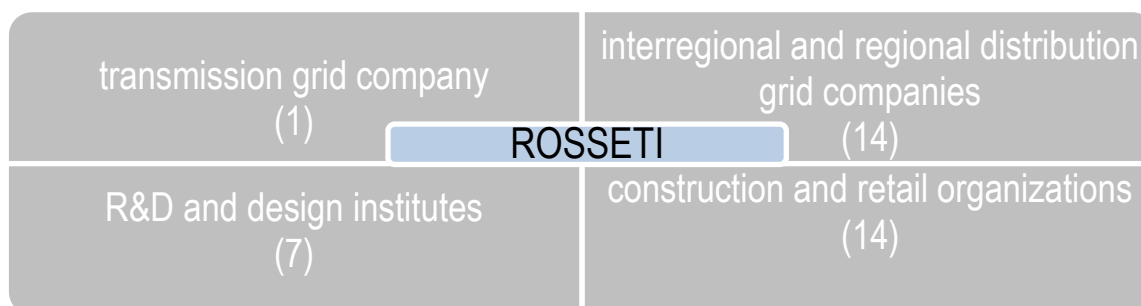 transmission grid company
(1)
interregional and regional distribution
grid companies
(14)
ROSSETI
R&D and design institutes
(7)
construction and retail organizations
(14)